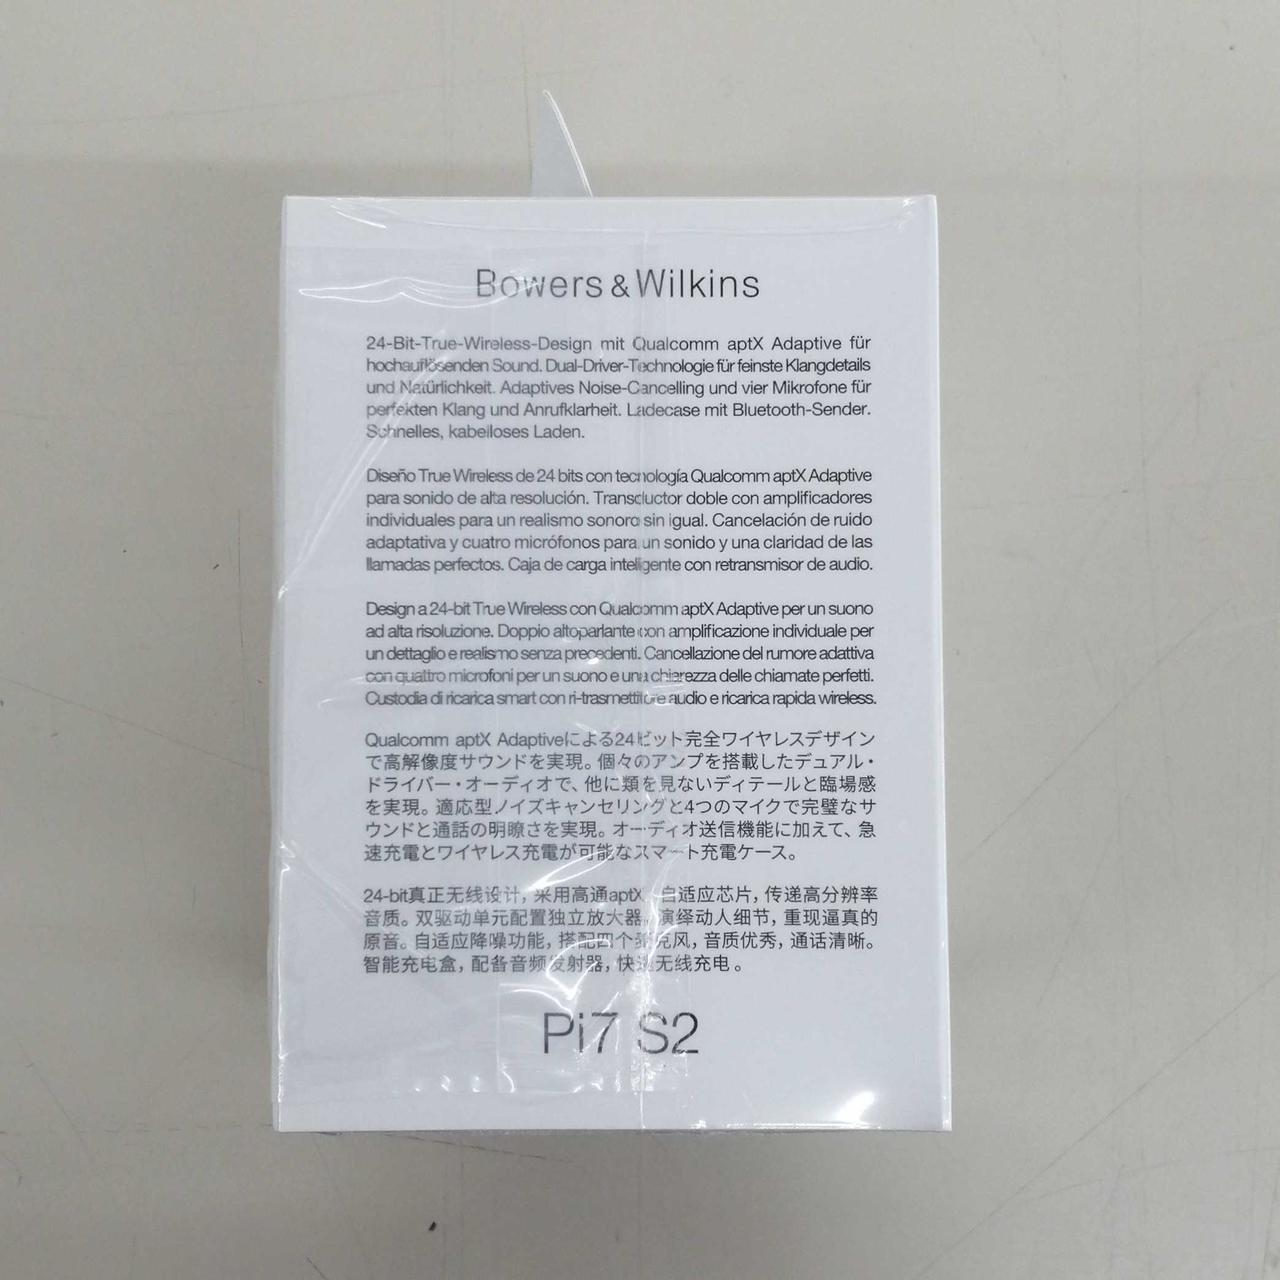 Bowers & Wilkins
24-Bit-True-Wireless-Design mit Qualcomm aptX Adaptive für
hochauflösenden Sound. Dual-Driver-Technologie für feinste Klangdetails
und Natürlichkeit. Adaptives Noise-Cancelling und vier Mikrofone für
perfekten Klang und Anrufklarheit. Ladecase mit Bluetooth-Sender.
Schnelles, kabelloses Laden.
Diseño True Wireless de 24 bits con tecnología Qualcomm aptX Adaptive
para sonido de alta resolución. Transductor doble con amplificadores
individuales para un realismo sonoro sin igual. Cancelación de ruido
adaptativa y cuatro micrófonos para un sonido y una claridad de las
llamadas perfectos. Caja de carga inteligente con retransmisor de audio.
Design a 24-bit True Wireless con Qualcomm aptX Adaptive per un suono
ad alta risoluzione. Doppio altoparlante con amplificazione individuale per
un dettaglio e realismo senza precedenti. Cancellazione del rumore adattiva
con quattro microfoni per un suono e una chiarezza delle chiamate perfetti.
Custodia di ricarica smart con ri-trasmettitore audio e ricarica rapida wireless.
Qualcomm aptX Adaptiveによる24ビット完全ワイヤレスデザイン
で高解像度サウンドを実現。個々のアンプを搭載したデュアル・
ドライバー・オーディオで、他に類を見ないディテールと臨場感
を実現。適応型ノイズキャンセリングと4つのマイクで完璧なサ
ウンドと通話の明瞭さを実現。オーディオ送信機能に加えて、急
速充電とワイヤレス充電が可能なスマート充電ケース。
24-bit真正无线设计，采用高通aptX 自适应芯片，传递高分辨率
音质。双驱动单元配置独立放大器，演绎动人细节，重现逼真的
原音。自适应降噪功能，搭配四个麦克风，音质优秀，通话清晰。
智能充电盒，配备音频发射器，快速无线充电。
Pi7 S2